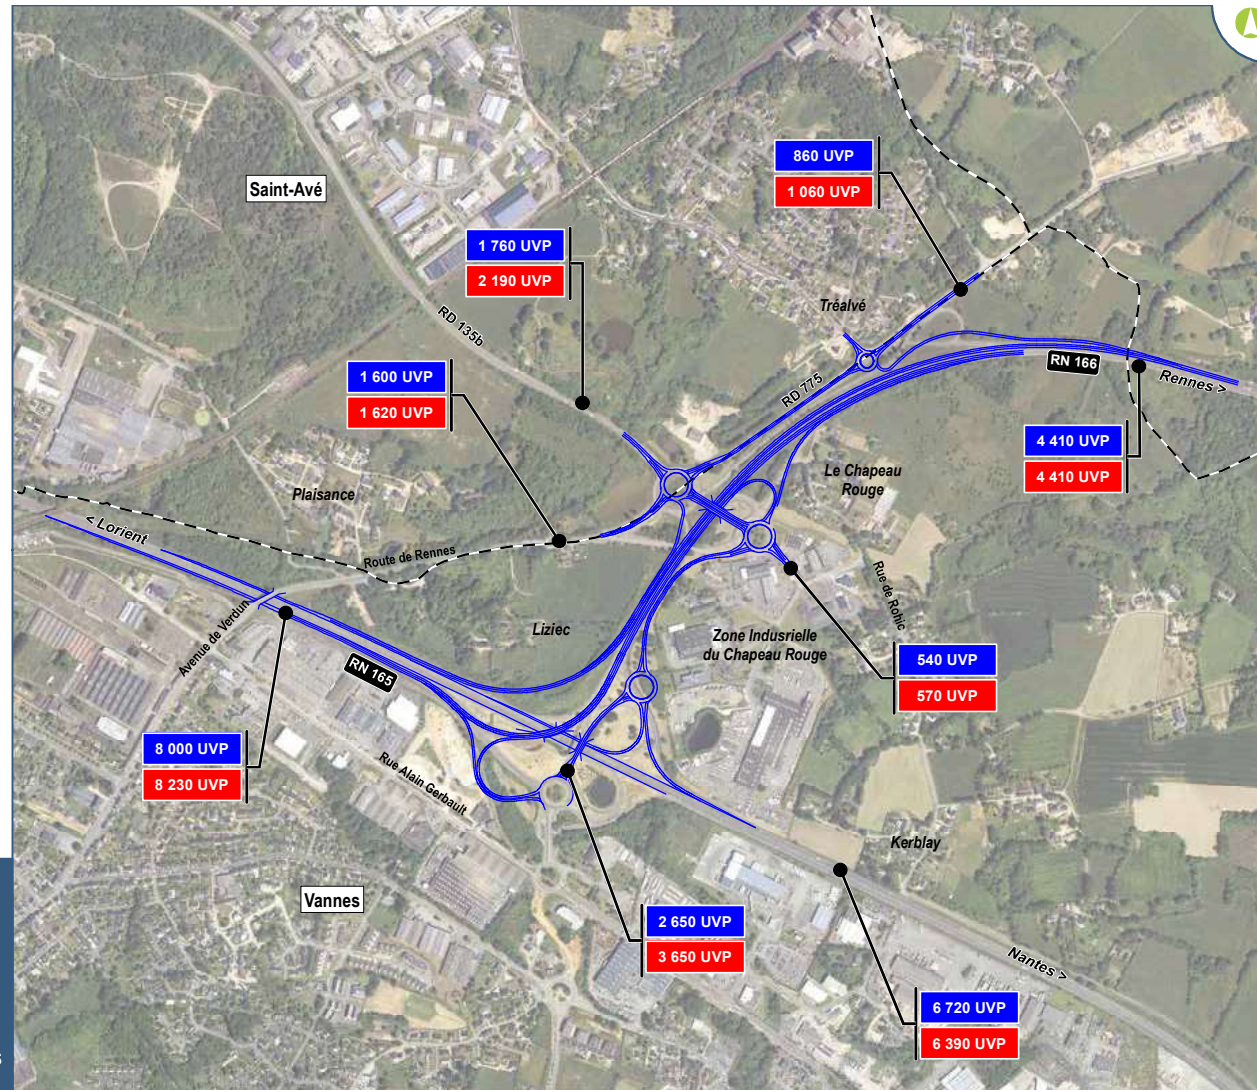 860 UVP
1 060 UVP
Saint-Avé
1 760 UVP
2 190 UVP
Tréalvé
RD 135b
RN 166
Rennes >
1 600 UVP
1 620 UVP
RD 775
4 410 UVP
4 410 UVP
Le Chapeau
Rouge
Plaisance
< Lorient
Route de Rennes
Rue de Rohic
Avenue de Verdun
Liziec
Zone Indusrielle
du Chapeau Rouge
540 UVP
570 UVP
RN 165
8 000 UVP
8 230 UVP
Rue Alain Gerbault
Kerblay
Vannes
2 650 UVP
3 650 UVP
Nantes >
6 720 UVP
6 390 UVP